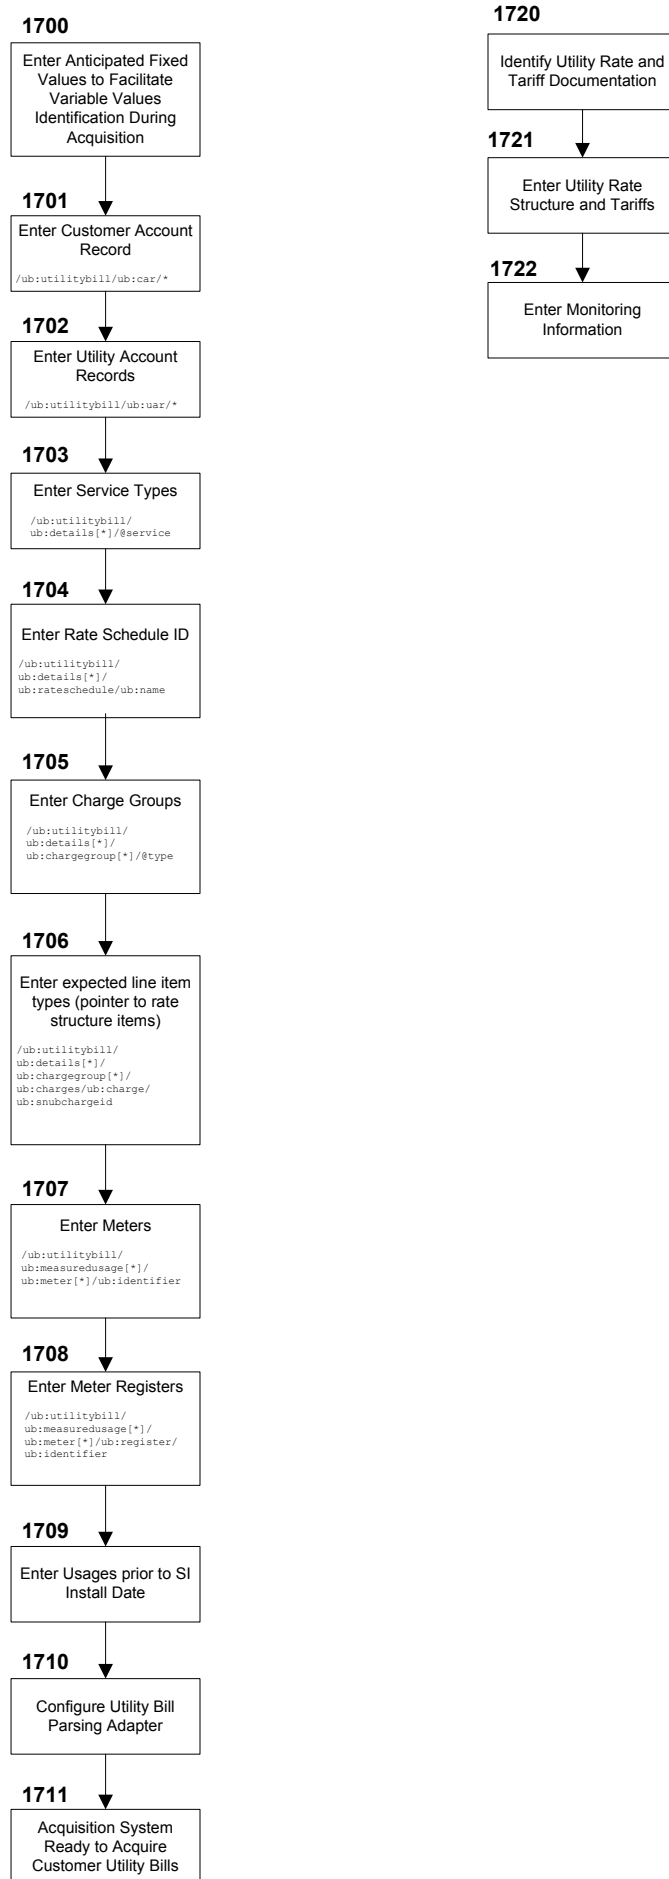 1700
Enter Anticipated Fixed
Values to Facilitate
Variable Values
Identification During
Acquisition
1701
Enter Customer Account
Record
/ub:utilitybill/ub:car/*
1702
Enter Utility Account
Records
/ub:utilitybill/ub:uar/*
1703
Enter Service Types
/ub:utilitybill/
ub:details[*]/@service
1704
Enter Rate Schedule ID
/ub:utilitybill/
ub:details[*]/
ub:rateschedule/ub:name
1705
Enter Charge Groups
/ub:utilitybill/
ub:details[*]/
ub:chargegroup[*]/@type
1706
Enter expected line item
types (pointer to rate
structure items)
/ub:utilitybill/
ub:details[*]/
ub:chargegroup[*]/
ub:charges/ub:charge/
ub:snubchargeid
1707
Enter Meters
/ub:utilitybill/
ub:measuredusage[*]/
ub:meter[*]/ub:identifier
1708
Enter Meter Registers
/ub:utilitybill/
ub:measuredusage[*]/
ub:meter[*]/ub:register/
ub:identifier
1709
Enter Usages prior to SI
Install Date
1710
Configure Utility Bill
Parsing Adapter
1711
Acquisition System
Ready to Acquire
Customer Utility Bills
1720
Identify Utility Rate and
Tariff Documentation
1721
Enter Utility Rate
Structure and Tariffs
1722
Enter Monitoring
Information